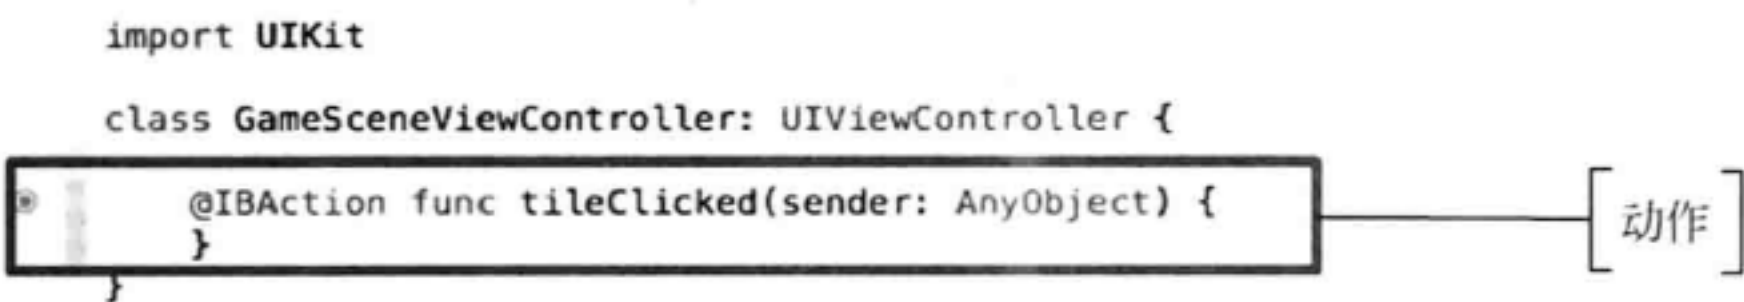 import UIKit
class GameSceneViewController: UIViewController {
@IBAction func tileClicked(sender: AnyObject) {
}
}
动作